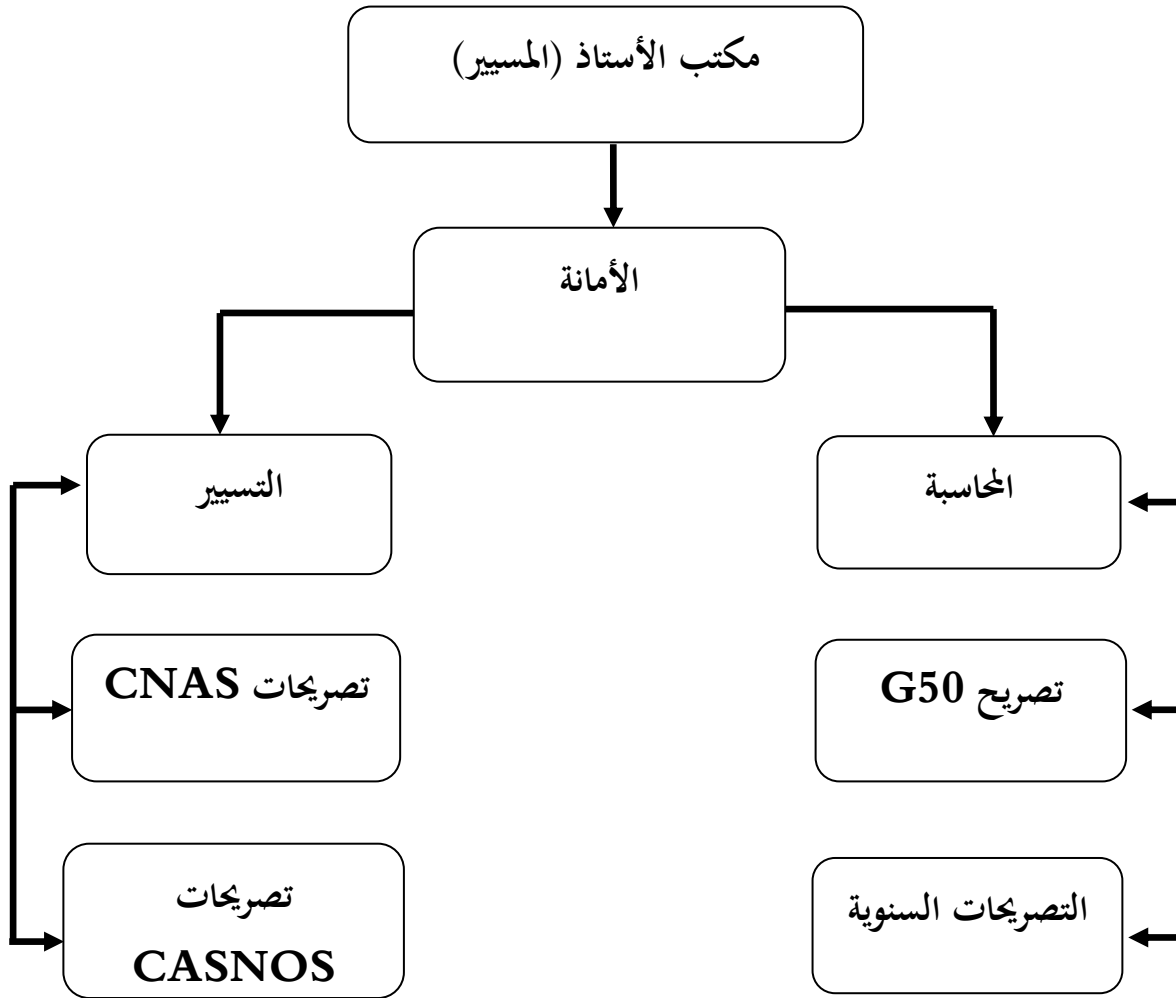 مكتب الأستاذ (المسيير)
الأمانة
المحاسبة
التسيير
تصريح G50
تصريحات CNAS
التصريحات السنوية
تصريحات
CASNOS